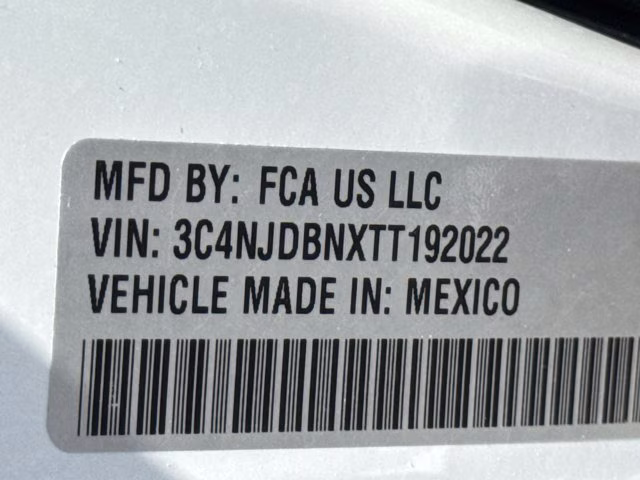 MFD BY: FCA US LLC
VIN: 3C4NJDBNXTT192022
VEHICLE MADE IN: MEXICO